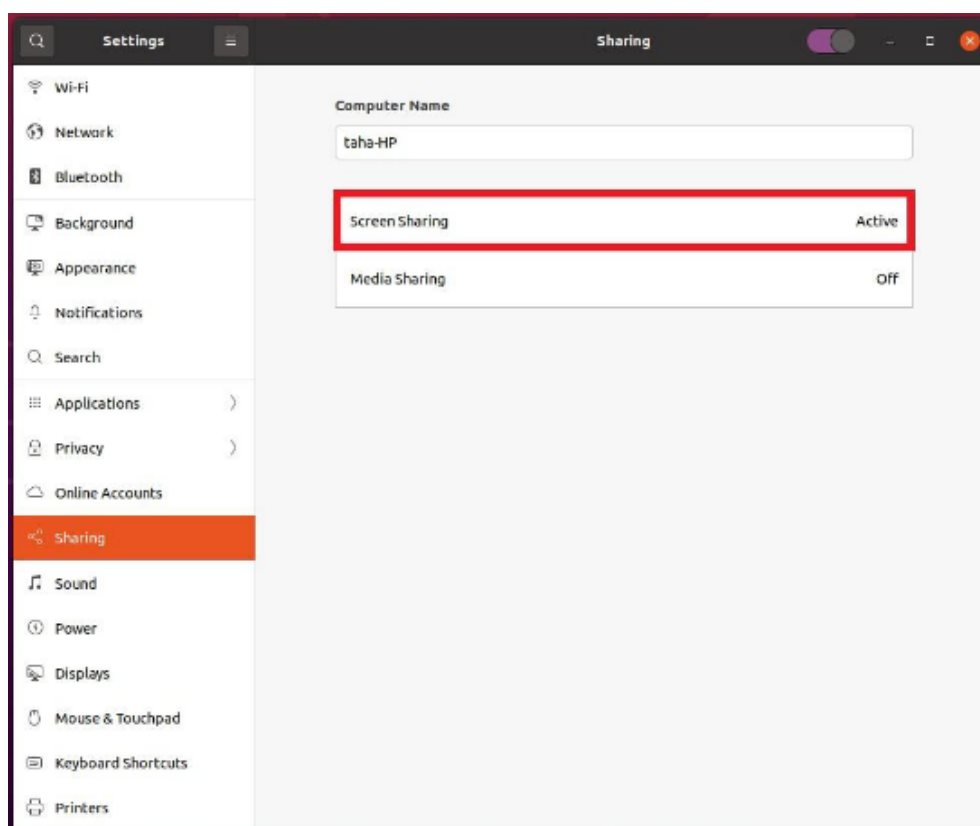 Settings
Sharing
Wi-Fi
Network
Bluetooth
Background
Appearance
Notifications
Search
Applications
Privacy
Online Accounts
Sharing
Sound
Power
Displays
Mouse & Touchpad
Keyboard Shortcuts
Printers
Computer Name
taha-HP
Screen Sharing Active
Media Sharing Off